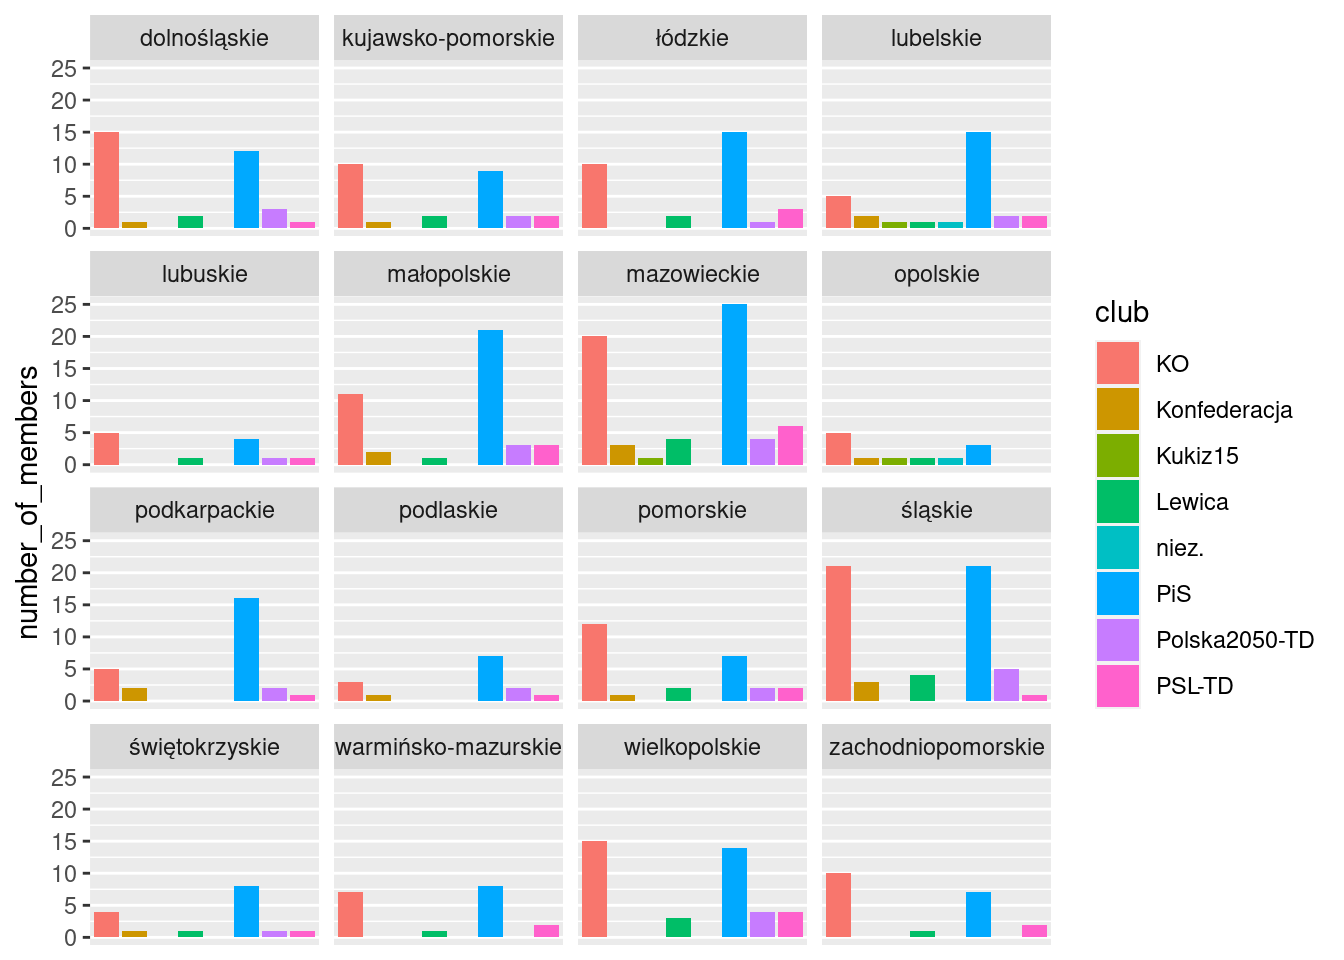 dolnośląskie kujawsko-pomorskie łódzkie lubelskie
25
20
15
10
5
0
lubuskie małopolskie mazowieckie opolskie
25
20
15
10
5
0
podkarpackie podlaskie pomorskie śląskie
25
20
15
10
5
0
świętokrzyskie warmińsko-mazurskie wielkopolskie zachodniopomorskie
25
20
15
10
5
0
number_of_members
club
KO
Konfederacja
Kukiz15
Lewica
niez.
PiS
Polska2050-TD
PSL-TD